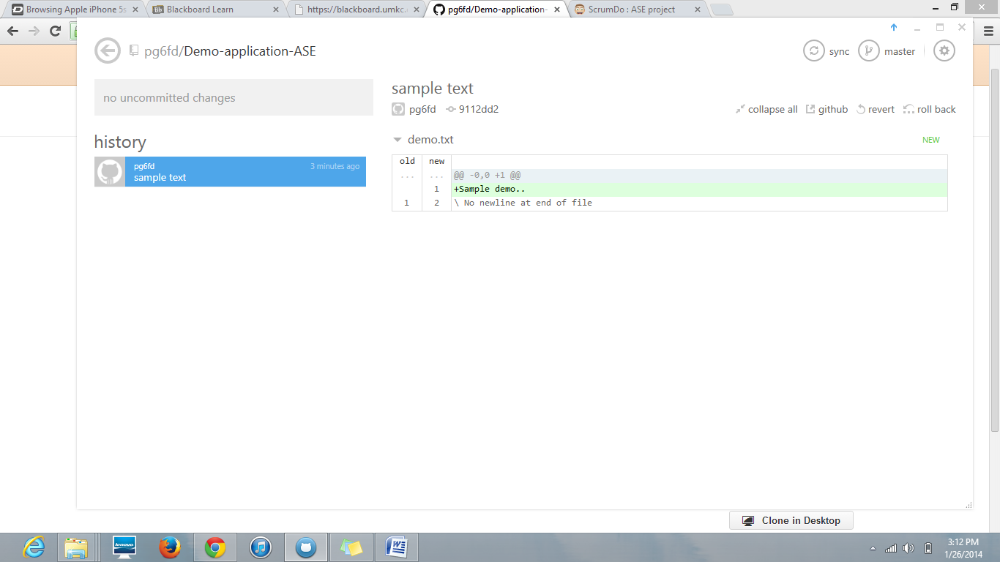 Browsing Apple iPhone 5s
Blackboard Learn
https://blackboard.umkc.
pg6fd/Demo-application-
ScrumDo : ASE project
pg6fd/Demo-application-ASE
sync
master
no uncommitted changes
sample text
pg6fd
9112dd2
collapse all
github
revert
roll back
history
pg6fd
3 minutes ago
sample text
demo.txt
NEW
old new
... ... @@ -0,0 +1 @@
1 +Sample demo..
1 2 \ No newline at end of file
Clone in Desktop
lenovo
3:12 PM
1/26/2014